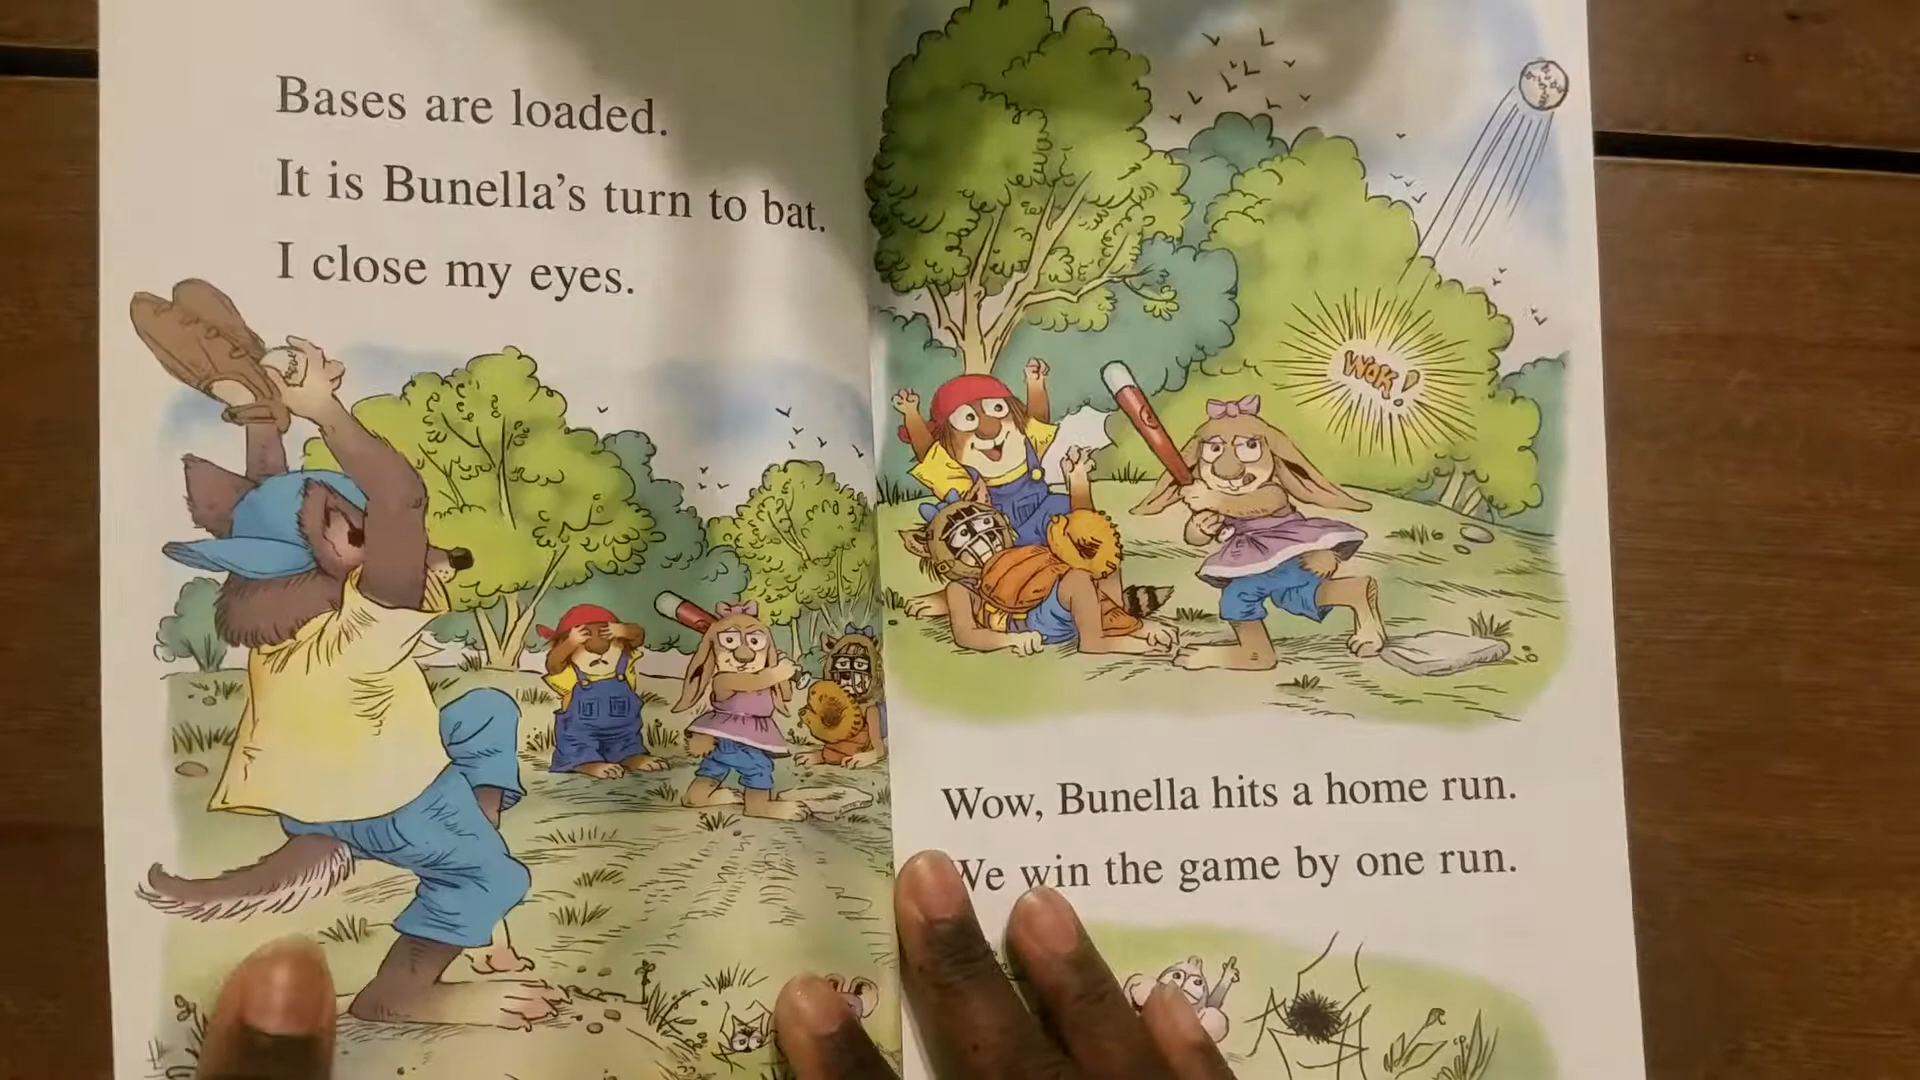 Bases are loaded.
It is Bunella's turn to bat.
I close my eyes.
WOK!
Wow, Bunella hits a home run.
We win the game by one run.